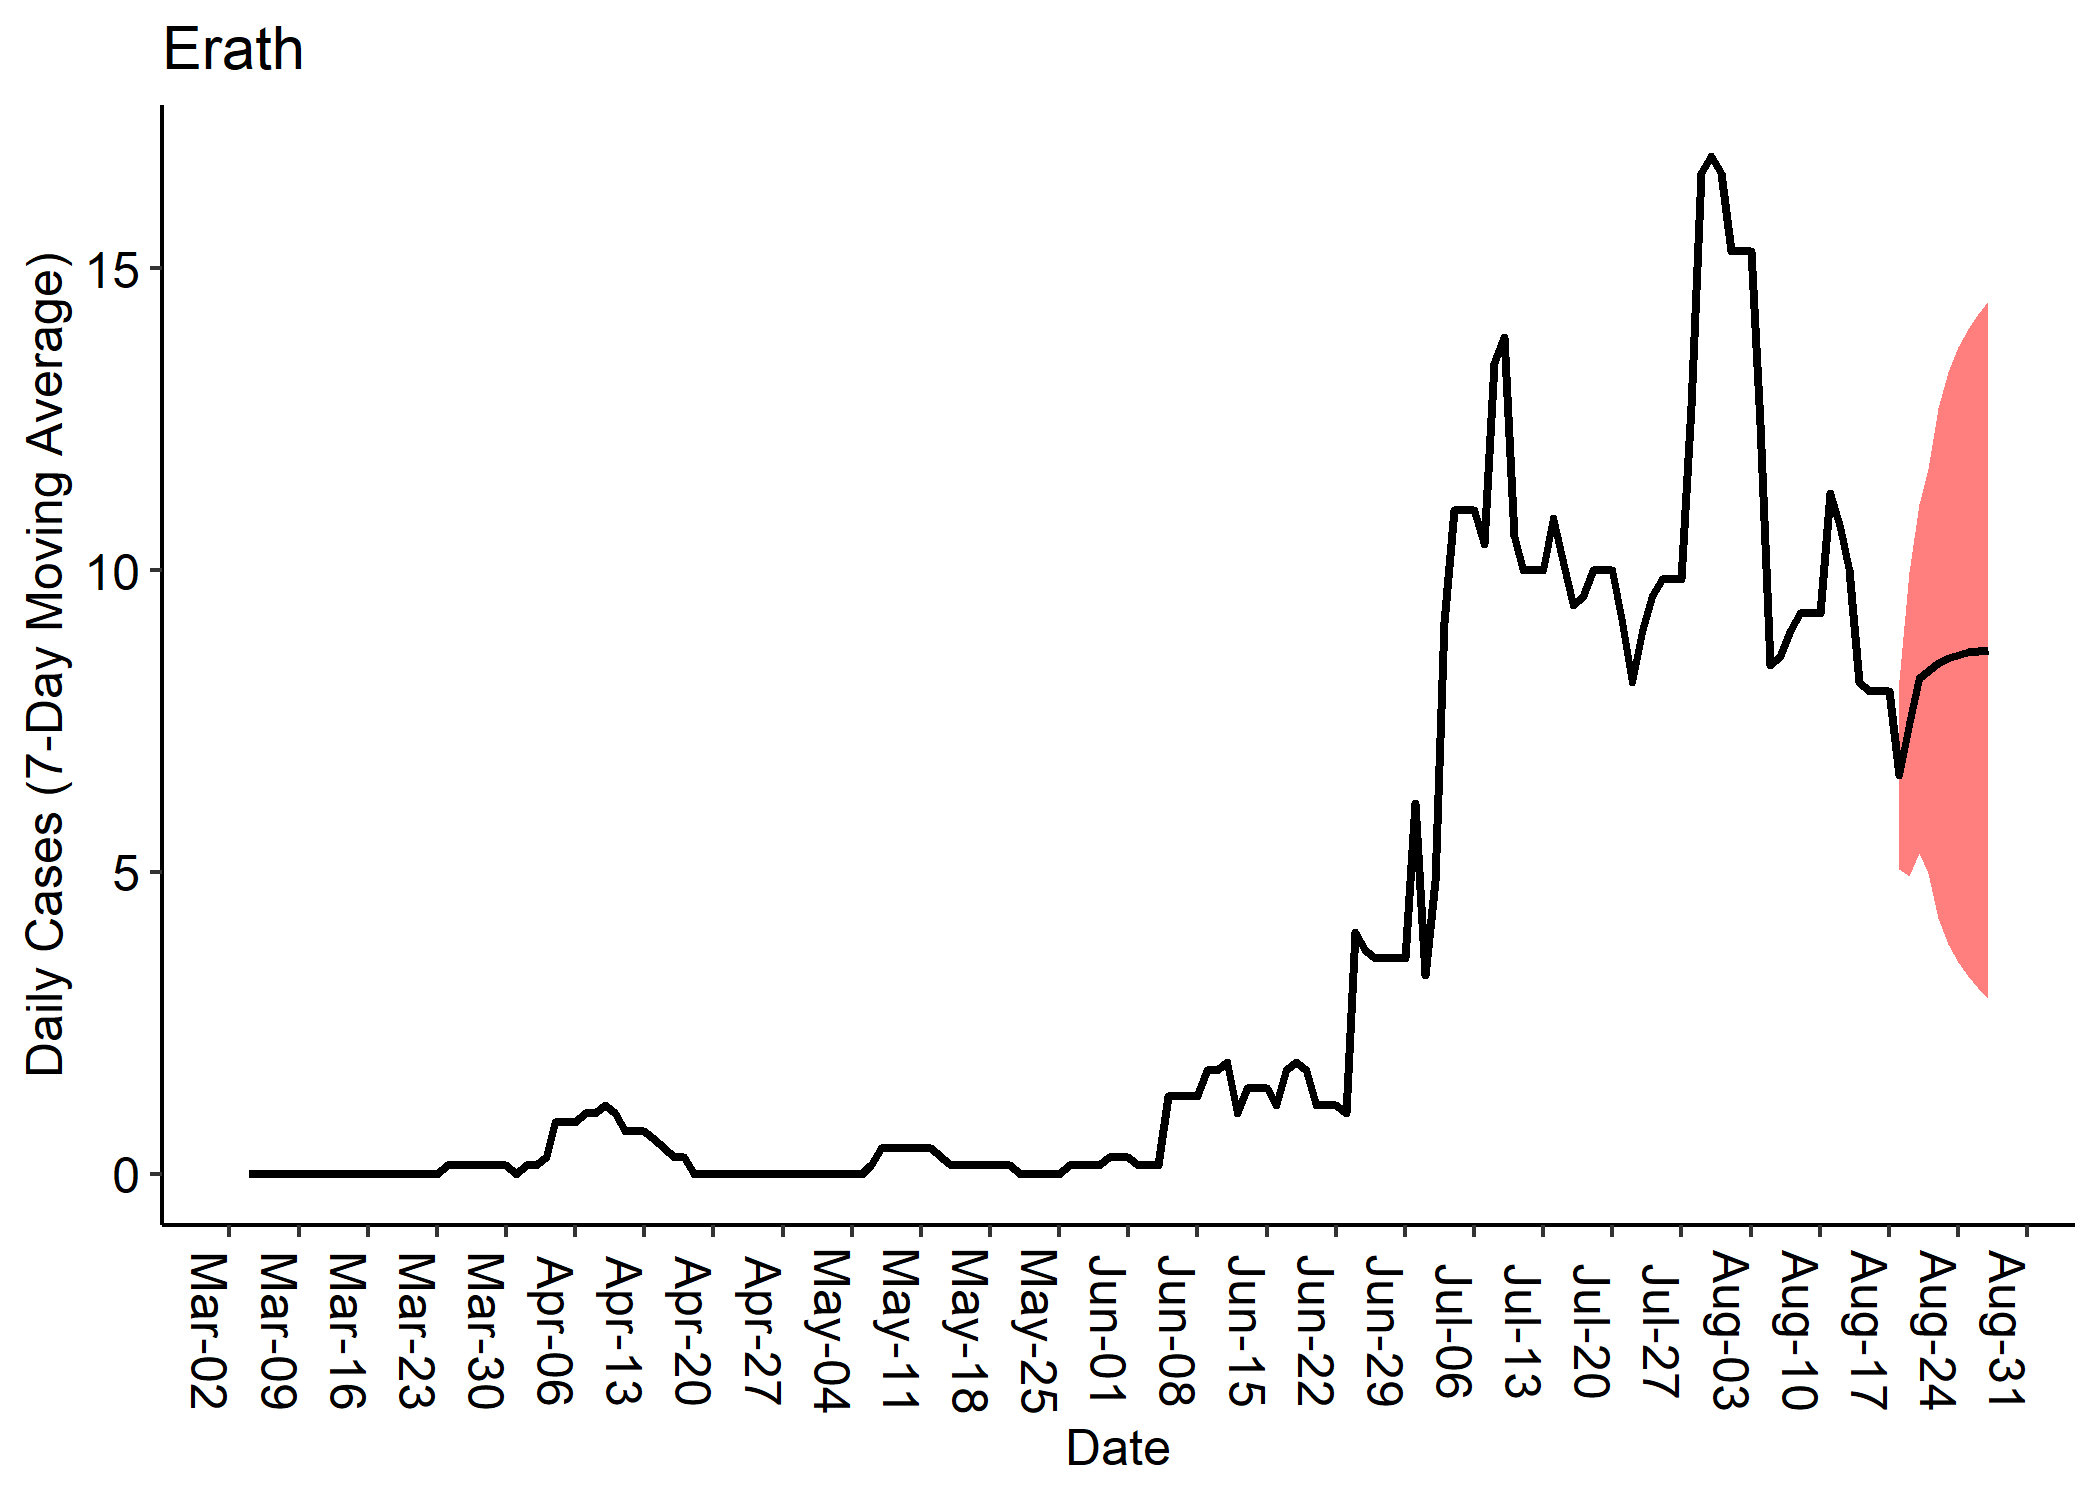 Erath
Daily Cases (7-Day Moving Average)
15
10
5
0
Mar-02
Mar-09
Mar-16
Mar-23
Mar-30
Apr-06
Apr-13
Apr-20
Apr-27
May-04
May-11
May-18
May-25
Jun-01
Jun-08
Jun-15
Jun-22
Jun-29
Jul-06
Jul-13
Jul-20
Jul-27
Aug-03
Aug-10
Aug-17
Aug-24
Aug-31
Date